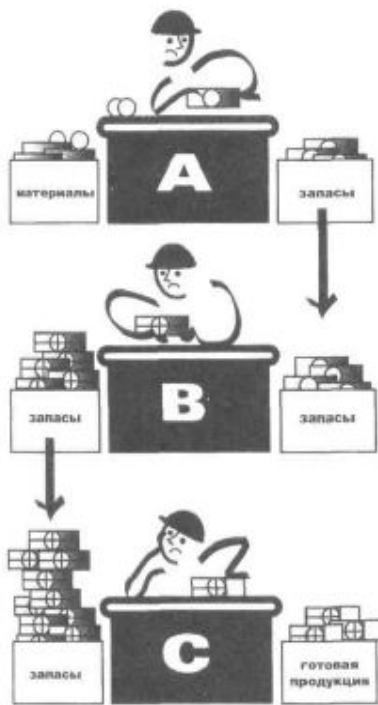 материалы
A
запасы
запасы
B
запасы
запасы
C
готовая
продукция